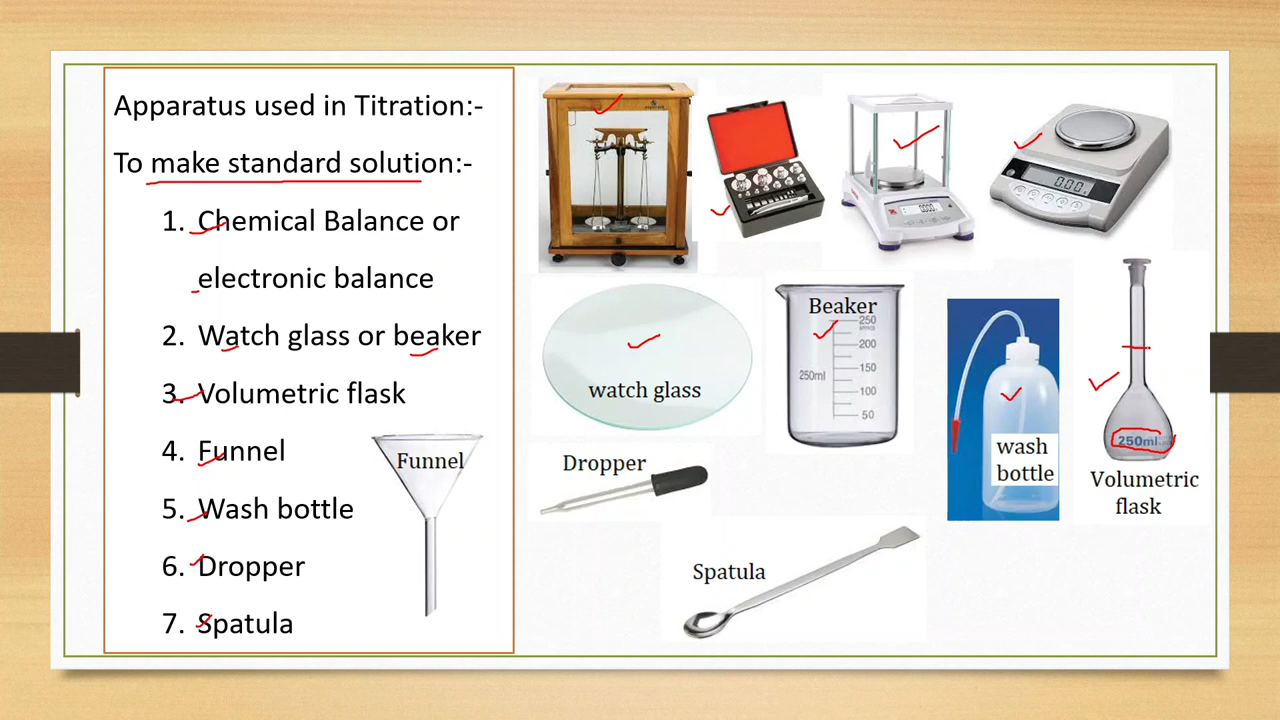 Apparatus used in Titration:-
To make standard solution:-
1. Chemical Balance or
electronic balance
2. Watch glass or beaker
3. Volumetric flask
4. Funnel
5. Wash bottle
6. Dropper
7. Spatula
Funnel
watch glass
Beaker
250
200
150
100
50
250ml
wash
bottle
250ml
Volumetric
flask
Dropper
Spatula